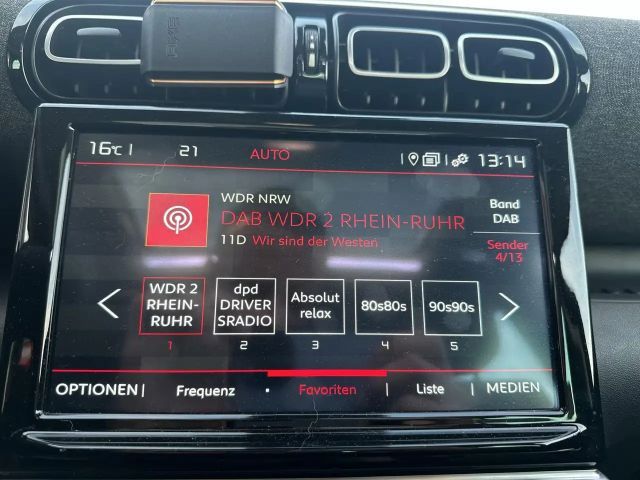 16°C
21
AUTO
13:14
WDR NRW
DAB WDR 2 RHEIN-RUHR
11D Wir sind der Westen
Band
DAB
Sender
4/13
WDR 2
RHEIN-
RUHR
dpd
DRIVER
SRADIO
Absolut
relax
80s80s
90s90s
1
2
3
4
5
OPTIONEN
Frequenz
Favoriten
Liste
MEDIEN